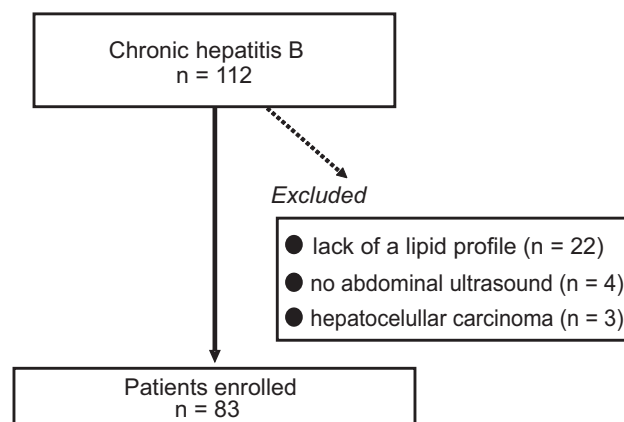 Chronic hepatitis B
n = 112
Excluded
● lack of a lipid profile (n = 22)
● no abdominal ultrasound (n = 4)
● hepatocelullar carcinoma (n = 3)
Patients enrolled
n = 83